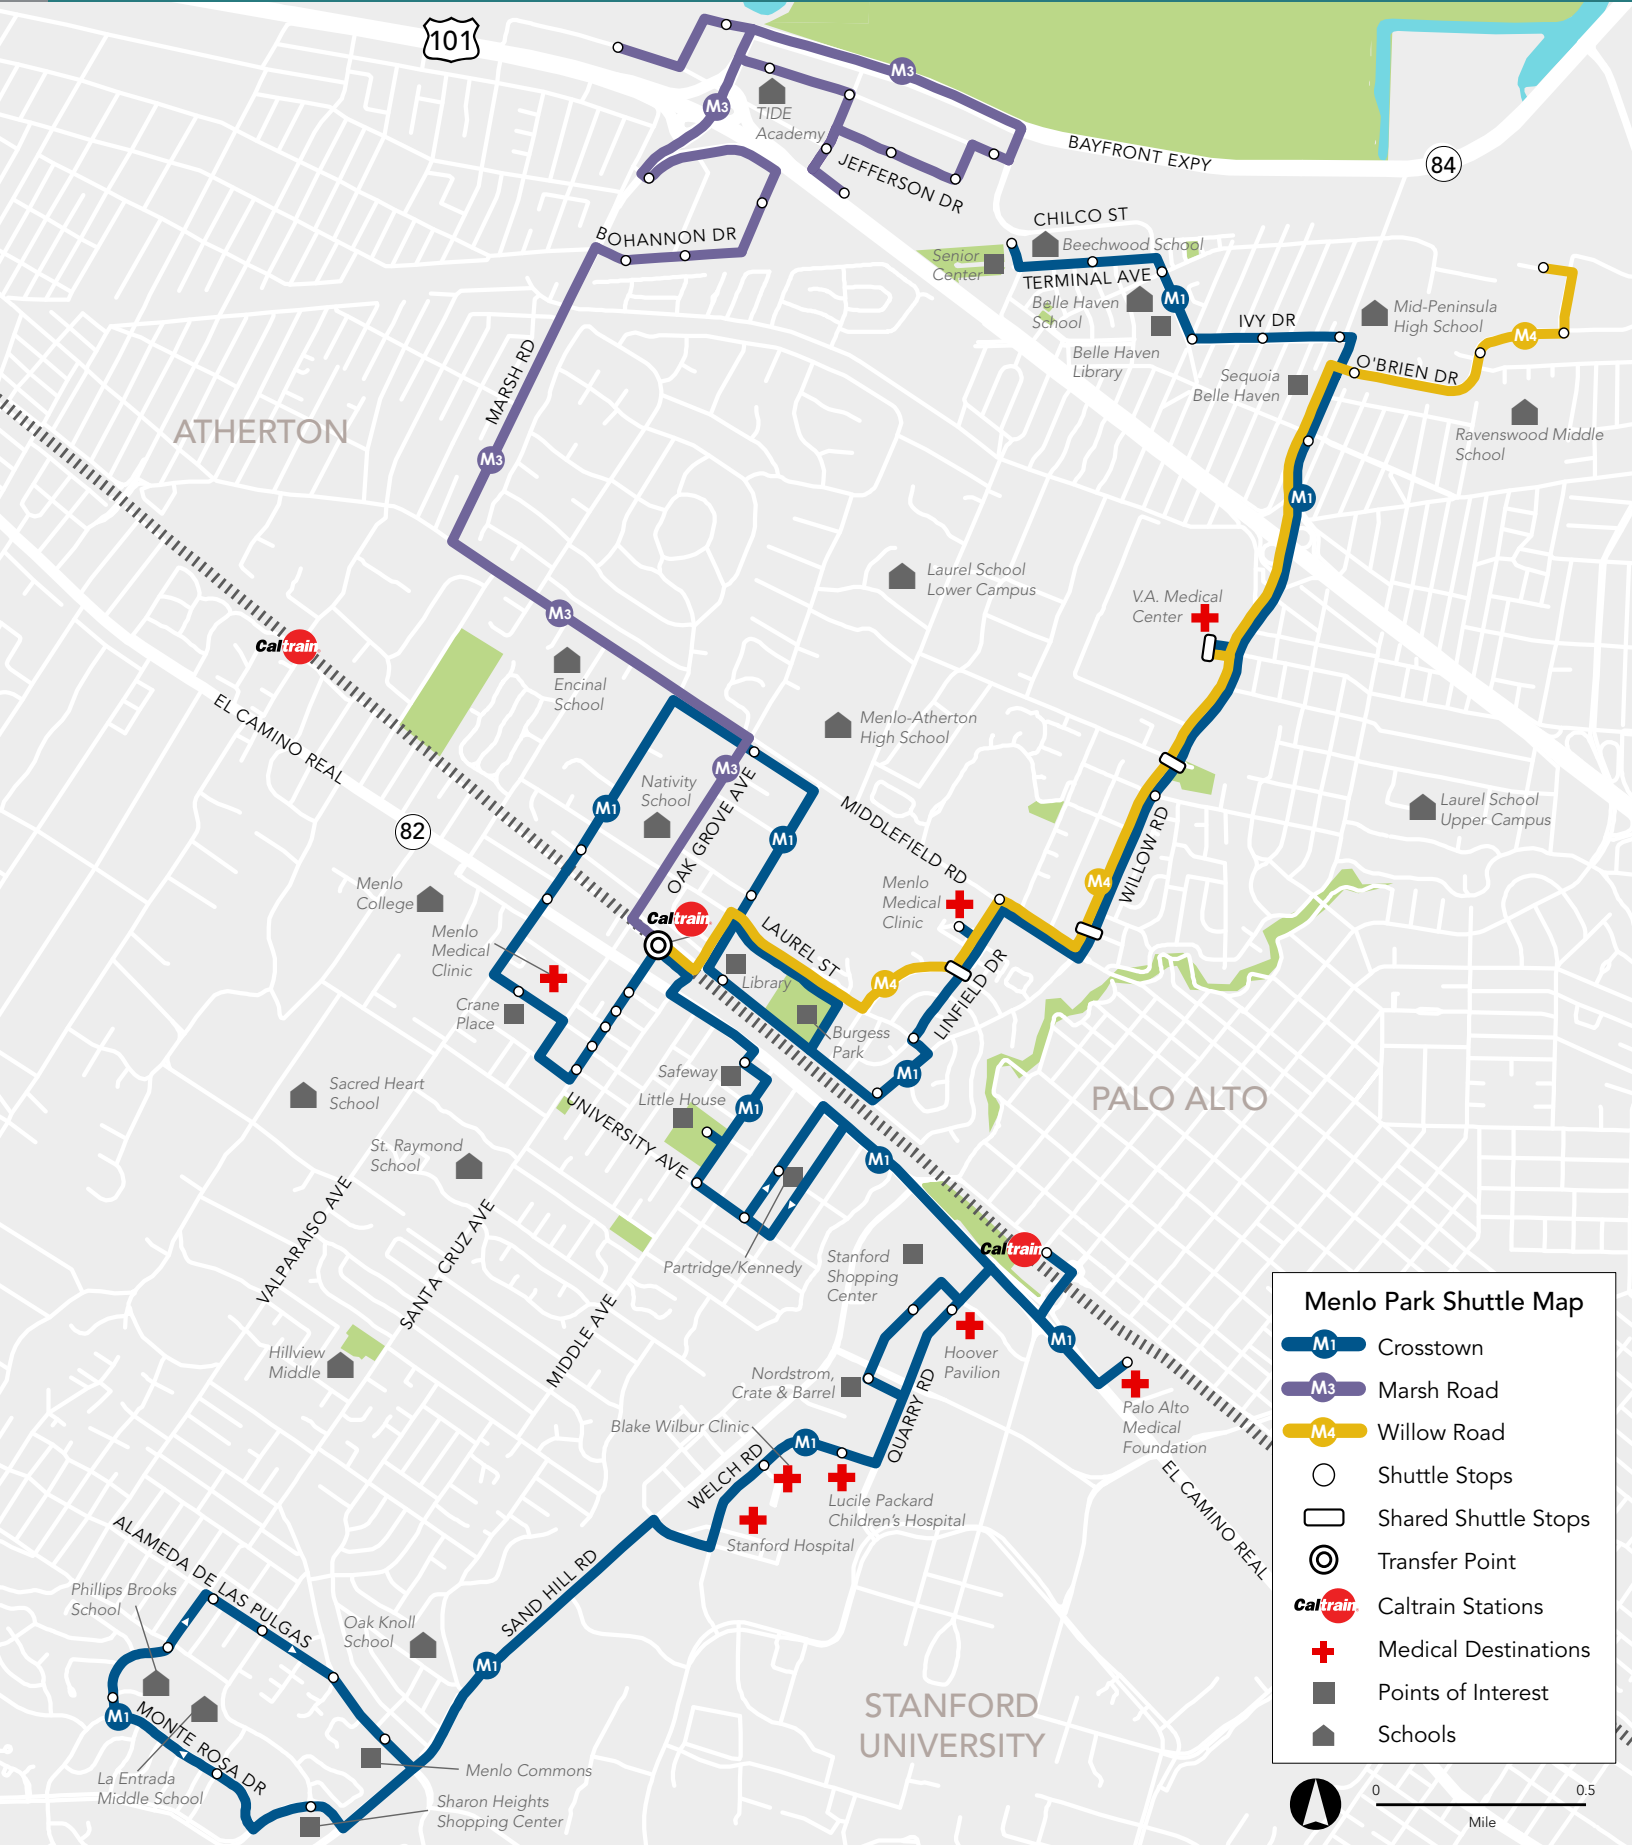 101
M3
M3
TIDE
Academy
BAYFRONT EXPY
84
JEFFERSON DR
CHILCO ST
BOHANNON DR
Beechwood School
Senior
Center
TERMINAL AVE
M1
Belle Haven
School
IVY DR
Mid-Peninsula
High School
M4
Belle Haven
Library
O'BRIEN DR
Sequoia
Belle Haven
MARSH RD
ATHERTON
Ravenswood Middle
School
M3
M1
Laurel School
Lower Campus
V.A. Medical
Center
M3
Caltrain
Encinal
School
EL CAMINO REAL
Menlo-Atherton
High School
M3
Nativity
School
OAK GROVE AVE
M1
MIDDLEFIELD RD
Laurel School
Upper Campus
82
M1
WILLOW RD
M4
Menlo
College
Menlo
Medical
Clinic
Caltrain
LAUREL ST
Menlo
Medical
Clinic
Library
M4
LINFIELD DR
Crane
Place
Burgess
Park
Safeway
M1
Sacred Heart
School
Little House
M1
PALO ALTO
UNIVERSITY AVE
St. Raymond
School
M1
VALPARAISO AVE
SANTA CRUZ AVE
Partridge/Kennedy
Stanford
Shopping
Center
Caltrain
MIDDLE AVE
Hillview
Middle
Hoover
Pavilion
M1
Nordstrom,
Crate & Barrel
QUARRY RD
Palo Alto
Medical
Foundation
Blake Wilbur Clinic
M1
WELCH RD
EL CAMINO REAL
Lucile Packard
Children's Hospital
Stanford Hospital
ALAMEDA DE LAS PULGAS
SAND HILL RD
Phillips Brooks
School
Oak Knoll
School
M1
M1
MONTE ROSA DR
STANFORD
UNIVERSITY
La Entrada
Middle School
Menlo Commons
Sharon Heights
Shopping Center
Menlo Park Shuttle Map
M1 Crosstown
M3 Marsh Road
M4 Willow Road
Shuttle Stops
Shared Shuttle Stops
Transfer Point
Caltrain Caltrain Stations
Medical Destinations
Points of Interest
Schools
0 0.5
Mile